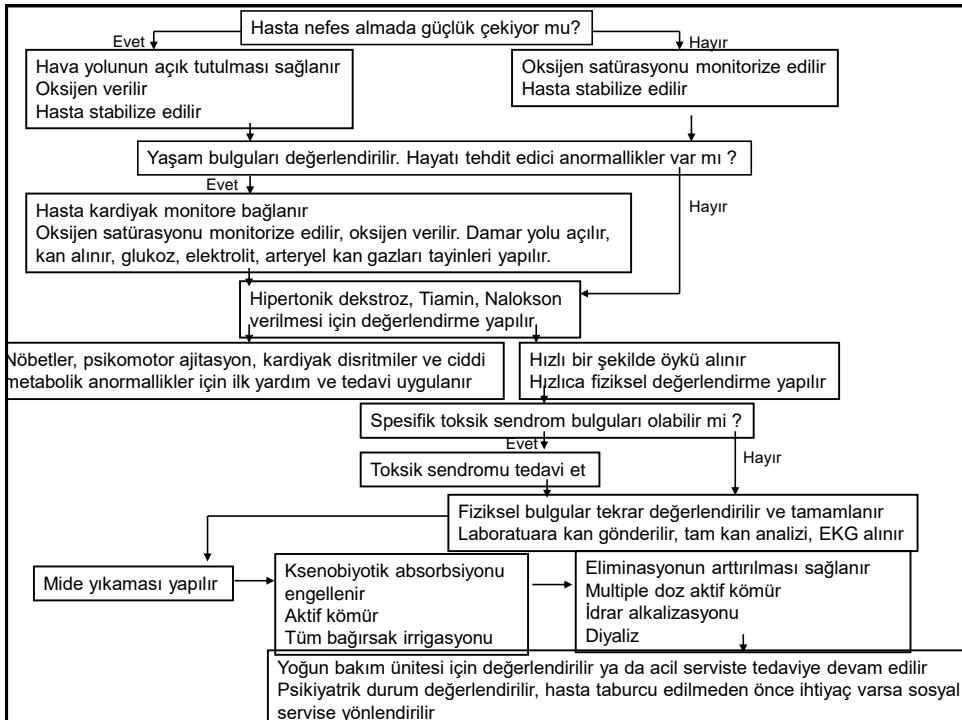 Hasta nefes almada güçlük çekiyor mu?
Evet
Hayır
Hava yolunun açık tutulması sağlanır
Oksijen verilir
Hasta stabilize edilir
Oksijen satürasyonu monitorize edilir
Hasta stabilize edilir
Yaşam bulguları değerlendirilir. Hayatı tehdit edici anormallikler var mı ?
Evet
Hayır
Hasta kardiyak monitore bağlanır
Oksijen satürasyonu monitorize edilir, oksijen verilir. Damar yolu açılır,
kan alınır, glukoz, elektrolit, arteryel kan gazları tayinleri yapılır.
Hipertonik dekstroz, Tiamin, Nalokson
verilmesi için değerlendirme yapılır
Nöbetler, psikomotor ajitasyon, kardiyak disritmiler ve ciddi
metabolik anormallikler için ilk yardım ve tedavi uygulanır
Hızlı bir şekilde öykü alınır
Hızlıca fiziksel değerlendirme yapılır
Spesifik toksik sendrom bulguları olabilir mi ?
Evet
Hayır
Toksik sendromu tedavi et
Fiziksel bulgular tekrar değerlendirilir ve tamamlanır
Laboratuara kan gönderilir, tam kan analizi, EKG alınır
Mide yıkaması yapılır
Ksenobiyotik absorbsiyonu
engellenir
Aktif kömür
Tüm bağırsak irrigasyonu
Eliminasyonun arttırılması sağlanır
Multiple doz aktif kömür
İdrar alkalizasyonu
Diyaliz
Yoğun bakım ünitesi için değerlendirilir ya da acil serviste tedaviye devam edilir
Psikiyatrik durum değerlendirilir, hasta taburcu edilmeden önce ihtiyaç varsa sosyal
servise yönlendirilir